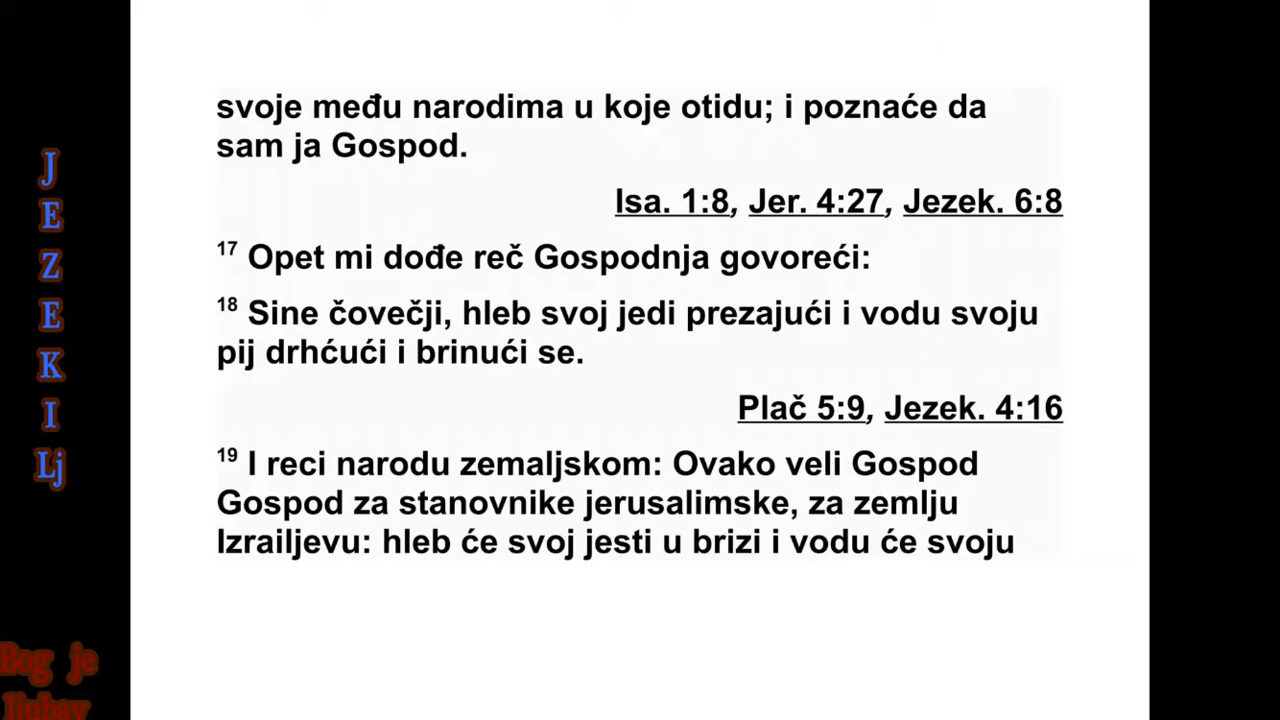 J
E
Z
E
K
I
Lj
Bog je
ljubav
svoje među narodima u koje otidu; i poznaće da
sam ja Gospod.
Isa. 1:8, Jer. 4:27, Jezek. 6:8
17 Opet mi dođe reč Gospodnja govoreći:
18 Sine čovečji, hleb svoj jedi prezajući i vodu svoju
pij drhćući i brinući se.
Plač 5:9, Jezek. 4:16
19 I reci narodu zemaljskom: Ovako veli Gospod
Gospod za stanovnike jerusalimske, za zemlju
Izrailjevu: hleb će svoj jesti u brizi i vodu će svoju